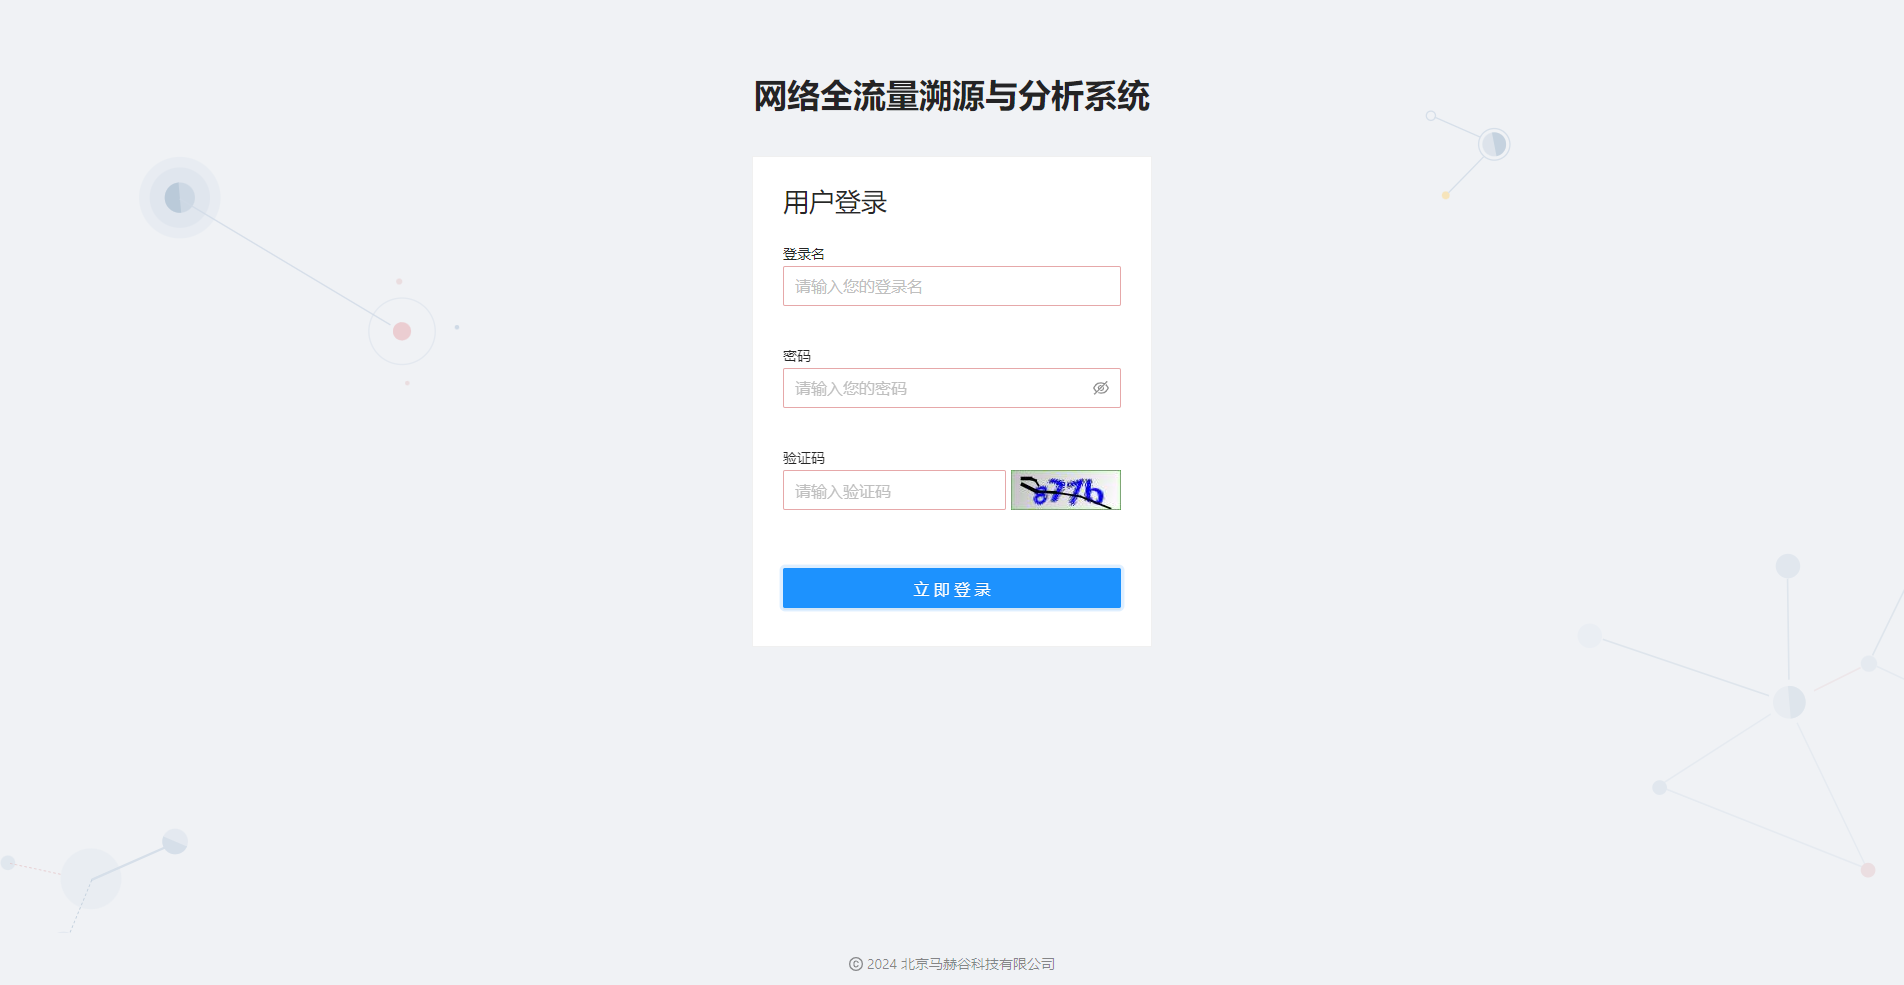 网络全流量溯源与分析系统
用户登录
登录名
请输入您的登录名
密码
请输入您的密码
验证码
请输入验证码
立即登录
© 2024 北京马赫谷科技有限公司